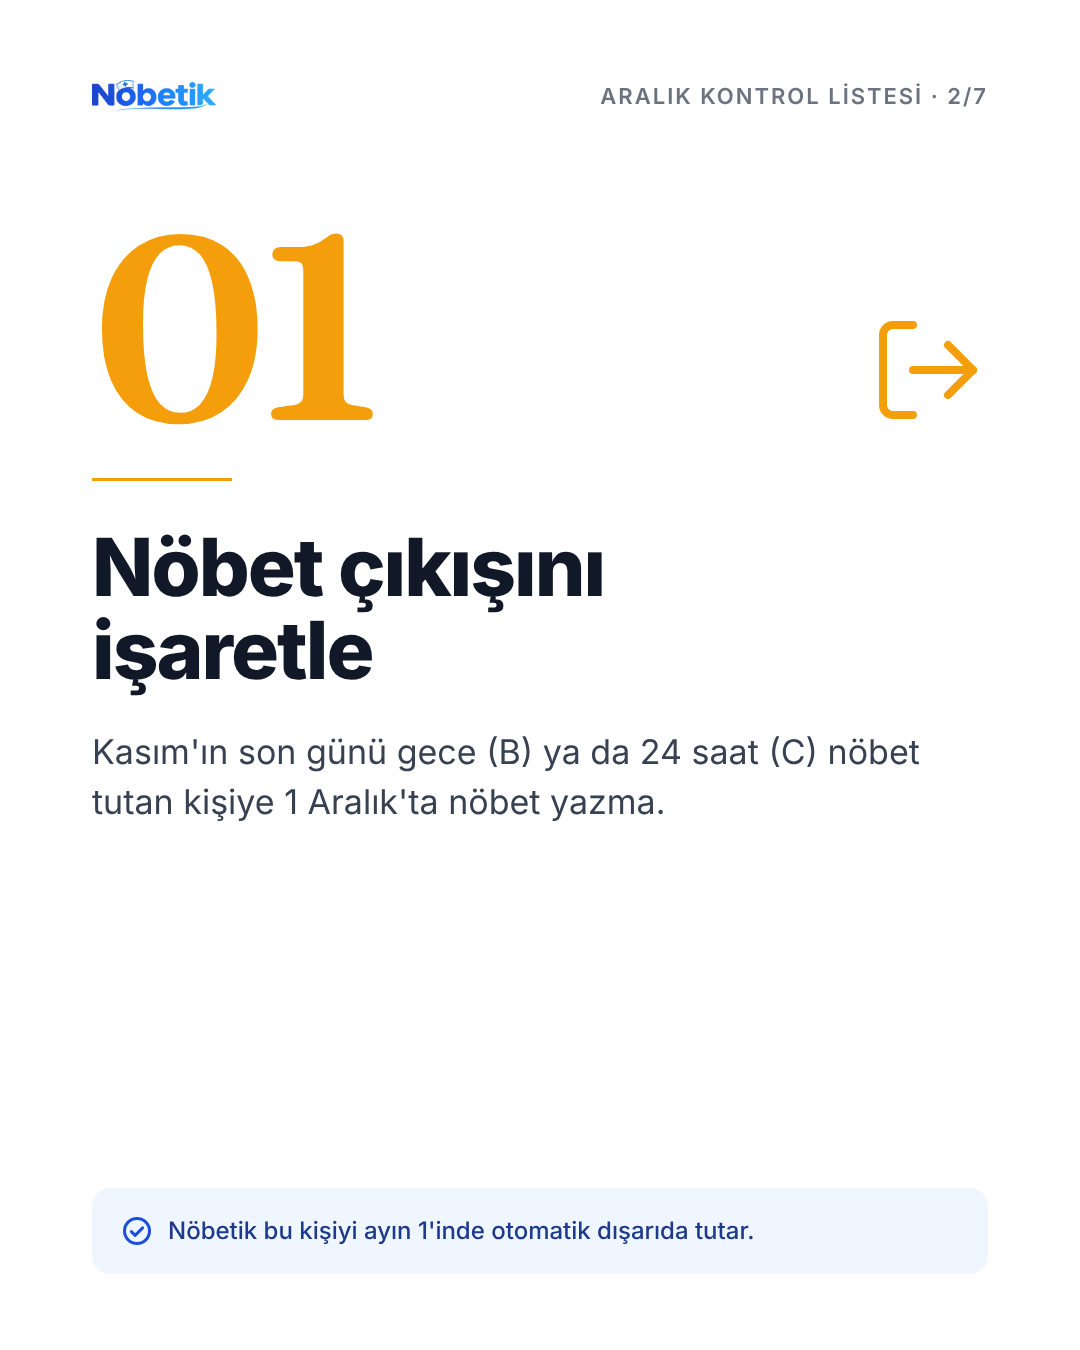 Nöbetik
ARALIK KONTROL LİSTESİ · 2/7
01
Nöbet çıkışını
işaretle
Kasım'ın son günü gece (B) ya da 24 saat (C) nöbet
tutan kişiye 1 Aralık'ta nöbet yazma.
Nöbetik bu kişiyi ayın 1'inde otomatik dışarıda tutar.